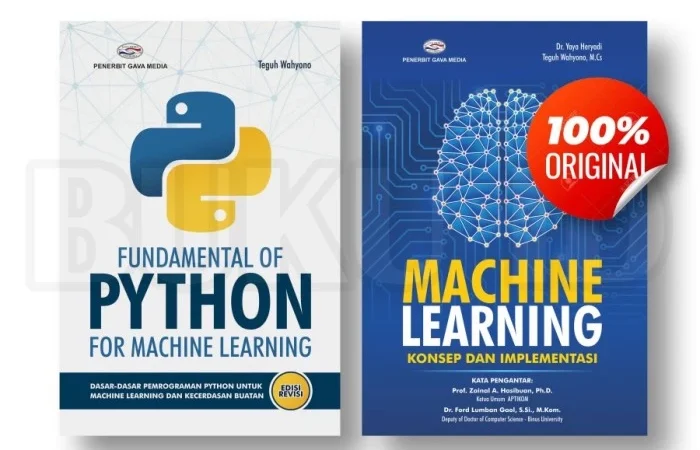 PENERBIT GAVA MEDIA
Teguh Wahyono
FUNDAMENTAL OF
PYTHON
FOR MACHINE LEARNING
DASAR-DASAR PEMROGRAMAN PYTHON UNTUK
MACHINE LEARNING DAN KECERDASAN BUATAN
EDISI
REVISI
PENERBIT GAVA MEDIA
Dr. Yaya Heryadi
Teguh Wahyono, M.Cs
100%
ORIGINAL
MACHINE
LEARNING
KONSEP DAN IMPLEMENTASI
KATA PENGANTAR:
Prof. Zainal A. Hasibuan, Ph.D.
Ketua Umum APTIKOM
Dr. Ford Lumban Gaol, S.Si., M.Kom.
Deputy of Doctor of Computer Science - Binus University